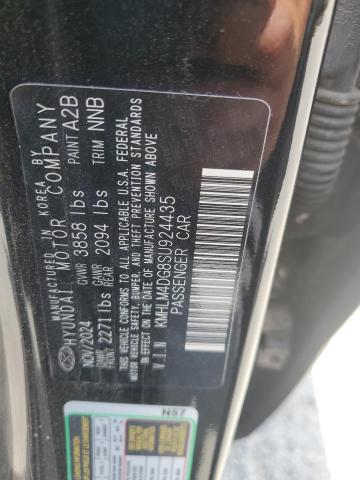 MANUFACTURED IN KOREA BY
HYUNDAI MOTOR COMPANY
NOV/2024 GVWR 3858 lbs PAINT A2B
GAWR FRONT 2271 lbs GAWR REAR 2094 lbs TRIM NNB
THIS VEHICLE CONFORMS TO ALL APPLICABLE U.S.A. FEDERAL
VEHICLE SAFETY, BUMPER, AND THEFT PREVENTION STANDARDS
IN EFFECT ON THE DATE OF MANUFACTURE SHOWN ABOVE
V.I.N KMHLM4DG8SU924435
PASSENGER CAR
N57